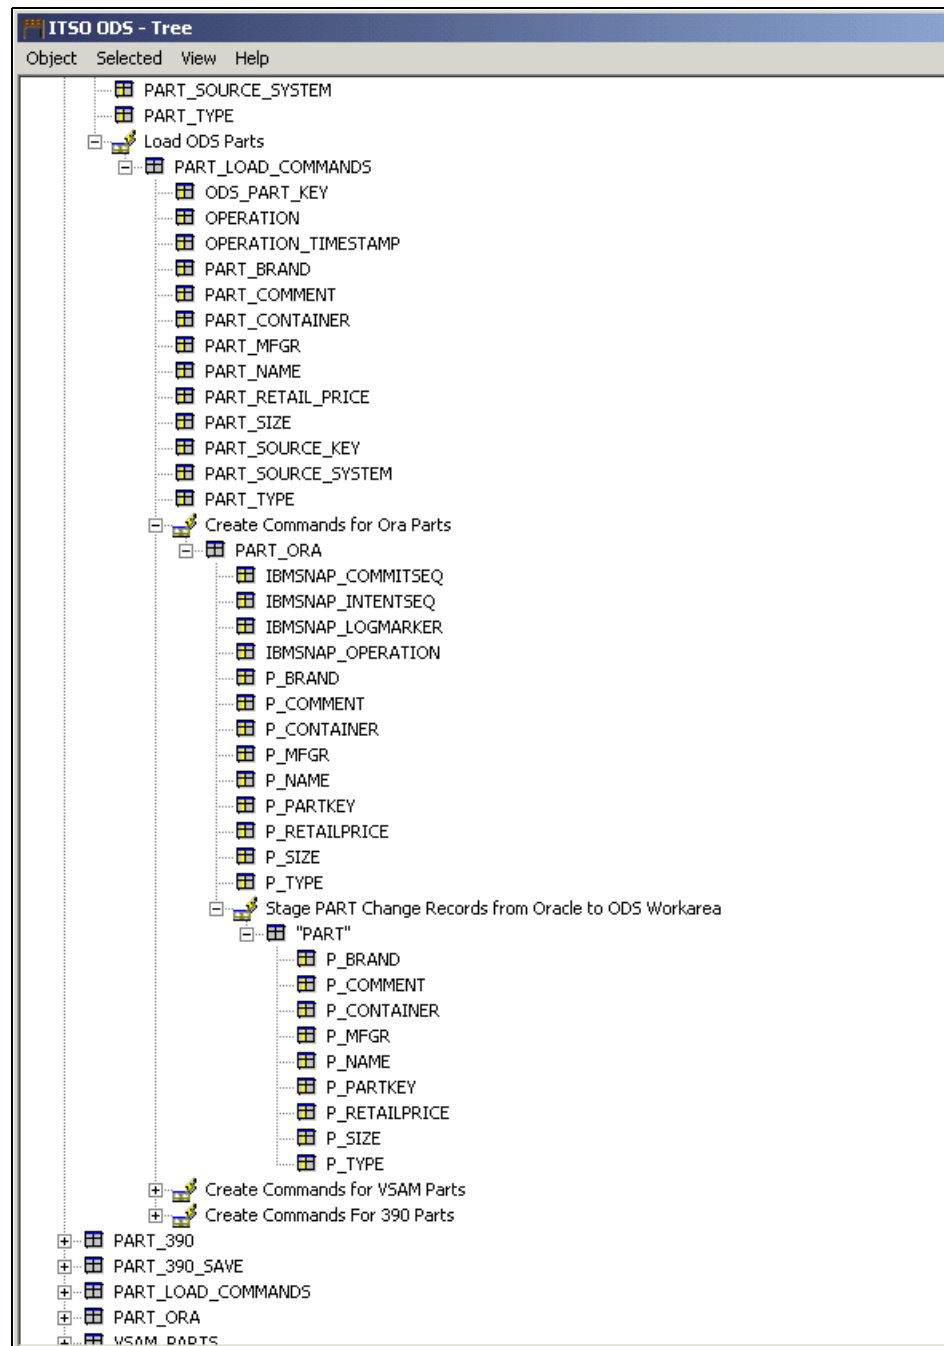 ITSO ODS - Tree
Object Selected View Help
PART_SOURCE_SYSTEM
PART_TYPE
Load ODS Parts
PART_LOAD_COMMANDS
ODS_PART_KEY
OPERATION
OPERATION_TIMESTAMP
PART_BRAND
PART_COMMENT
PART_CONTAINER
PART_MFGR
PART_NAME
PART_RETAIL_PRICE
PART_SIZE
PART_SOURCE_KEY
PART_SOURCE_SYSTEM
PART_TYPE
Create Commands for Ora Parts
PART_ORA
IBMSNAP_COMMITSEQ
IBMSNAP_INTENTSEQ
IBMSNAP_LOGMARKER
IBMSNAP_OPERATION
P_BRAND
P_COMMENT
P_CONTAINER
P_MFGR
P_NAME
P_PARTKEY
P_RETAILPRICE
P_SIZE
P_TYPE
Stage PART Change Records from Oracle to ODS Workarea
"PART"
P_BRAND
P_COMMENT
P_CONTAINER
P_MFGR
P_NAME
P_PARTKEY
P_RETAILPRICE
P_SIZE
P_TYPE
Create Commands for VSAM Parts
Create Commands For 390 Parts
PART_390
PART_390_SAVE
PART_LOAD_COMMANDS
PART_ORA
VSAM_PARTS